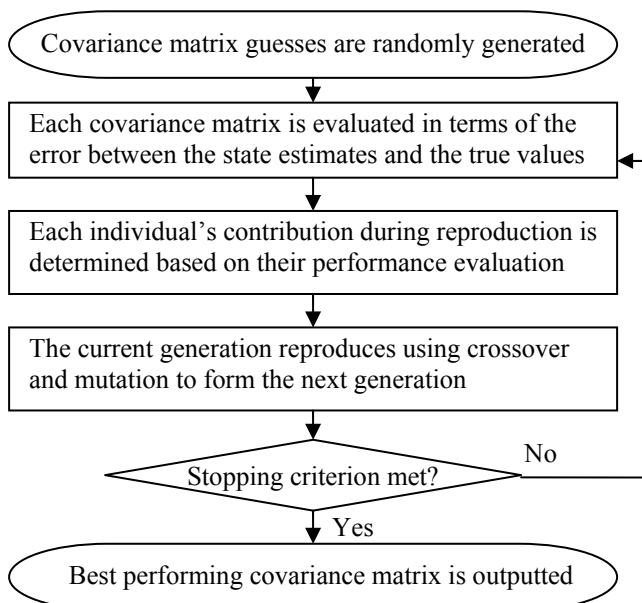 Covariance matrix guesses are randomly generated
Each covariance matrix is evaluated in terms of the
error between the state estimates and the true values
Each individual’s contribution during reproduction is
determined based on their performance evaluation
The current generation reproduces using crossover
and mutation to form the next generation
Stopping criterion met?
No
Yes
Best performing covariance matrix is outputted